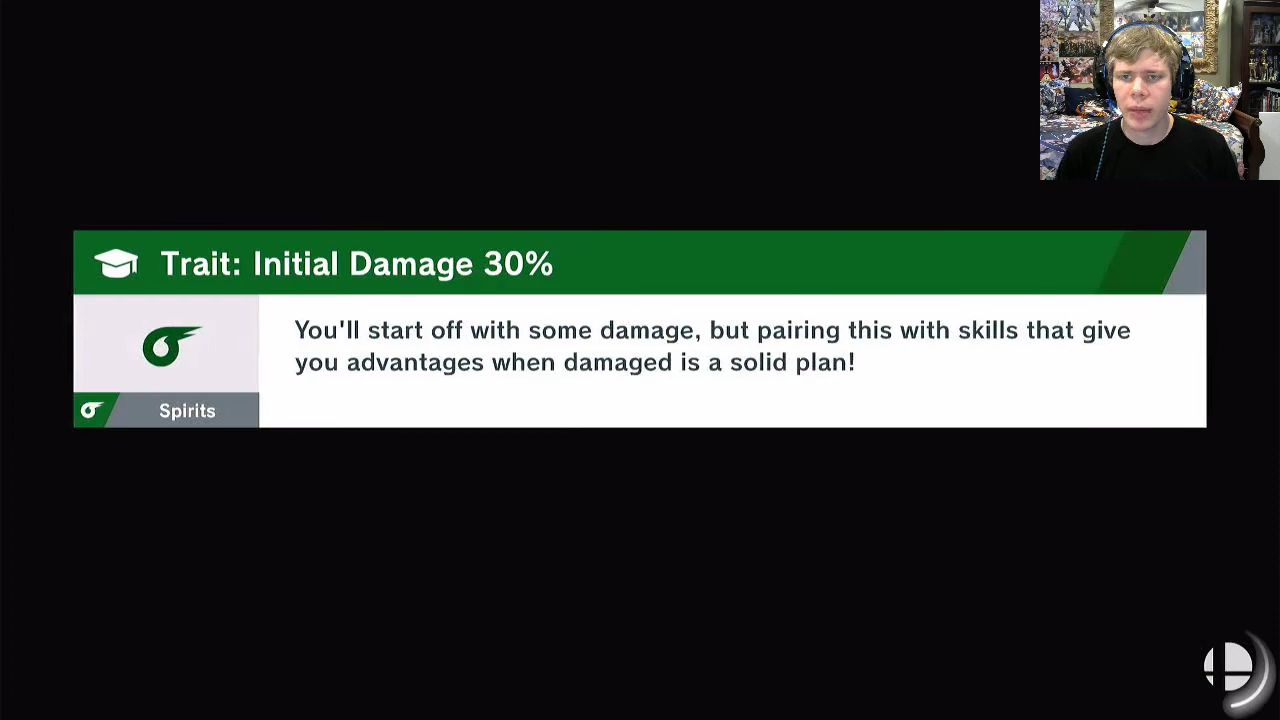 Trait: Initial Damage 30%
You'll start off with some damage, but pairing this with skills that give
you advantages when damaged is a solid plan!
Spirits